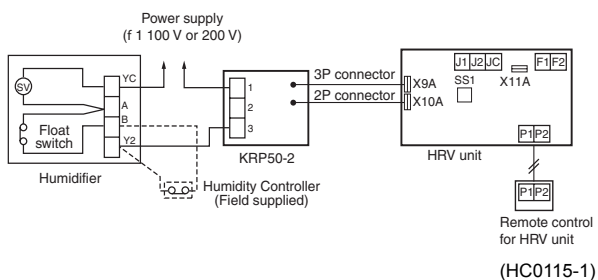 Power supply
(f 1 100 V or 200 V)
SV
YC
A
B
Y2
Float
switch
Humidifier
1
2
3
KRP50-2
Humidity Controller
(Field supplied)
3P connector
2P connector
X9A
X10A
J1 J2 JC
SS1
X11A
F1 F2
P1 P2
HRV unit
P1 P2
Remote control
for HRV unit
(HC0115-1)